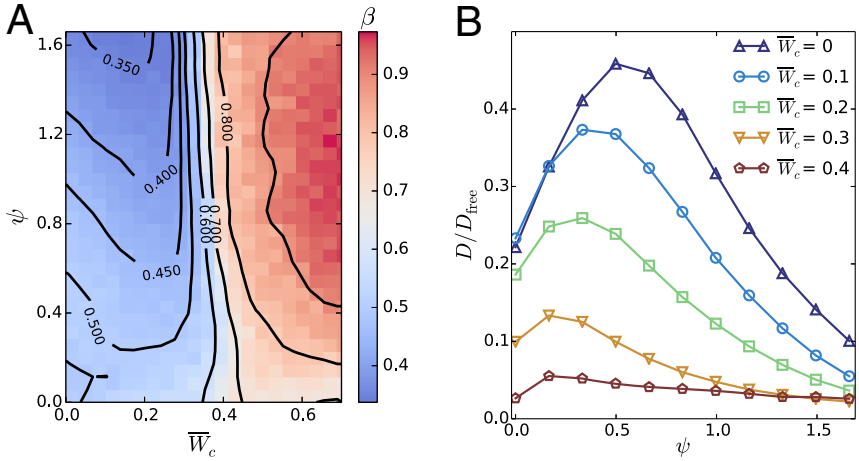 A
β
1.6
1.2
0.8
0.4
0.0
ψ
0.350
0.400
0.450
0.500
0.600
0.700
0.800
0.0
0.2
0.4
0.6
W̅c
0.9
0.8
0.7
0.6
0.5
0.4
B
W̅c = 0
W̅c = 0.1
W̅c = 0.2
W̅c = 0.3
W̅c = 0.4
0.4
0.3
0.2
0.1
0.0
D/Dfree
0.0
0.5
1.0
1.5
ψ